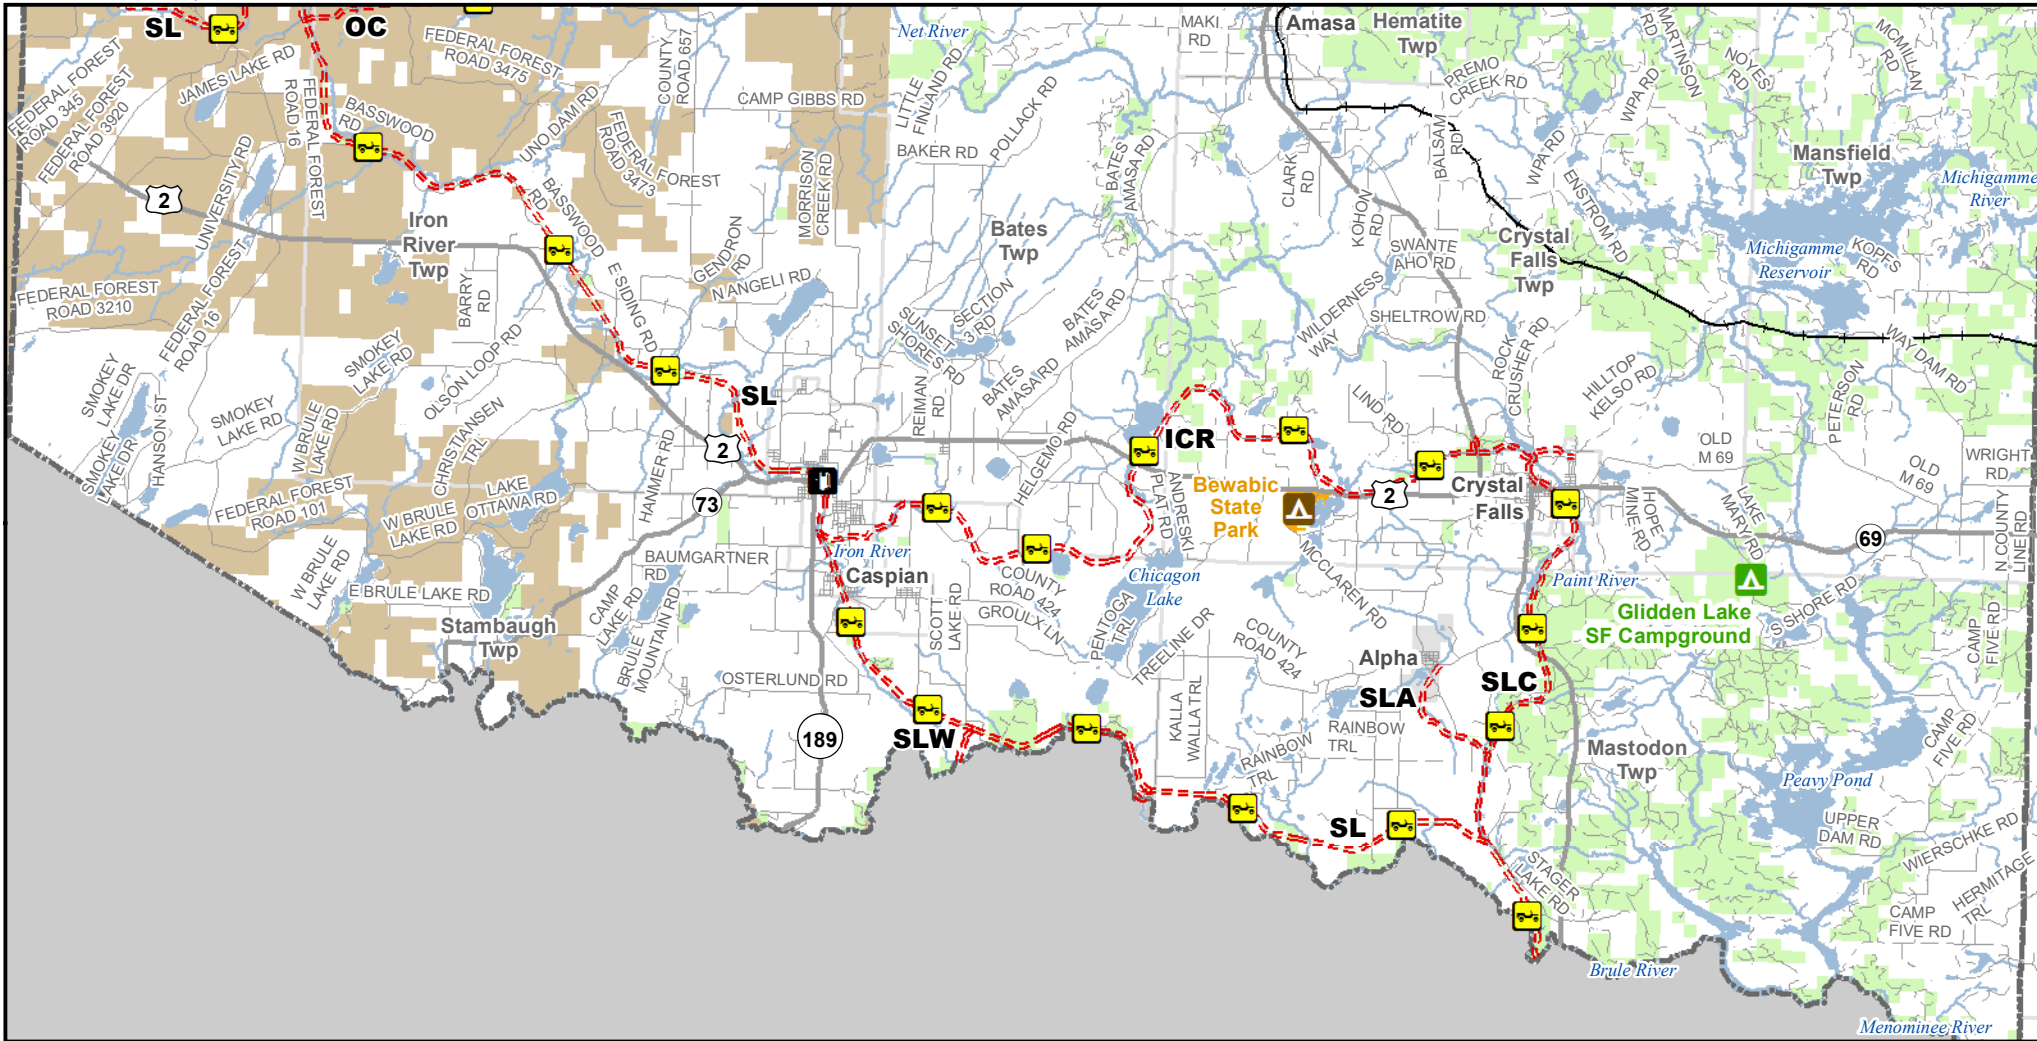 SL
OC
FEDERAL FOREST
ROAD 3475
COUNTY
ROAD 657
Net River
MAKI
RD
Amasa
Hematite
Twp
MARTINSON
RD
NOYES
RD
MCMILLAN
RD
FEDERAL FOREST
ROAD 345
FEDERAL FOREST
ROAD 3920
JAMES LAKE RD
FEDERAL FOREST
ROAD 16
BASSWOOD
RD
CAMP GIBBS RD
LITTLE
FINLAND RD
POLLACK RD
PREMO
CREEK RD
WPA RD
UNO DAM RD
FEDERAL FOREST
ROAD 3473
BAKER RD
BATES
AMASA RD
CLARK
RD
BALSAM
RD
WPA RD
ENSTROM RD
Mansfield
Twp
Michigamme
River
2
UNIVERSITY RD
Iron
River
Twp
BASSWOOD
RD
MORRISON
CREEK RD
Bates
Twp
KOHON
RD
SWANTE
AHO RD
Crystal
Falls
Twp
Michigamme
Reservoir
KOPFS
RD
FEDERAL FOREST
ROAD 3210
FEDERAL FOREST
ROAD 16
BARRY
RD
E SIDING RD
GENDRON
RD
N ANGELI RD
SUNSET
SHORES RD
SECTION
3 RD
BATES
AMASA RD
WILDERNESS
WAY
SHELTROW RD
ROCK
CRUSHER RD
HILLTOP
KELSO RD
WAY DAM RD
SMOKEY
LAKE DR
SMOKEY
LAKE RD
OLSON LOOP RD
SL
BATES
AMASA RD
REIMAN
RD
LIND RD
PETERSON
RD
SMOKEY
LAKE DR
HANSON ST
SMOKEY
LAKE RD
W BRULE
LAKE RD
CHRISTIANSEN
TRL
HANMER RD
2
HELGEMO RD
ICR
OLD
M 69
OLD
M 69
WRIGHT
RD
FEDERAL FOREST
ROAD 101
W BRULE
LAKE RD
LAKE
OTTAWA RD
73
ANDRESKI
PLAT RD
Bewabic
State
Park
2
Crystal
Falls
HOPE
MINE RD
LAKE
MARY RD
69
N COUNTY
LINE RD
W BRULE
LAKE RD
E BRULE LAKE RD
BAUMGARTNER
RD
Iron River
Caspian
COUNTY
ROAD 424
Chicagon
Lake
MCCLAREN RD
Paint River
Glidden Lake
SF Campground
S SHORE RD
CAMP
FIVE RD
Stambaugh
Twp
CAMP
LAKE RD
BRULE
MOUNTAIN RD
SCOTT
LAKE RD
GROULX LN
PENTOGA
TRL
TREELINE DR
COUNTY
ROAD 424
Alpha
SLA
SLC
OSTERLUND RD
189
SLW
KALLA
WALLA TRL
RAINBOW
TRL
RAINBOW
TRL
Mastodon
Twp
CAMP
FIVE RD
Peavy Pond
SL
UPPER
DAM RD
WIERSCHKE RD
STAGER
LAKE RD
HERMITAGE
TRL
CAMP
FIVE RD
Brule River
Menominee River